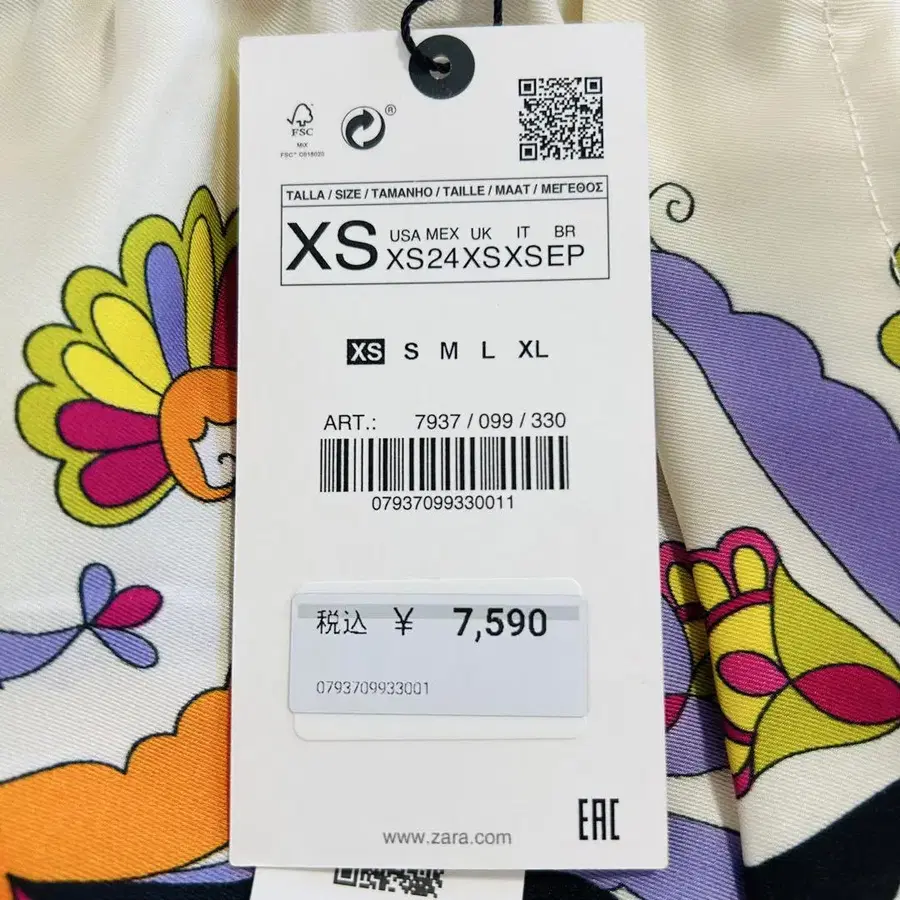 FSC
MIX
FSC™ C018020
®
TALLA / SIZE / TAMANHO / TAILLE / MAAT / ΜΕΓΕΘΟΣ
XS
USA MEX UK IT BR
XS 24 XS XS EP
XS S M L XL
ART.: 7937 / 099 / 330
07937099330011
税込 ¥ 7,590
0793709933001
www.zara.com
EAC